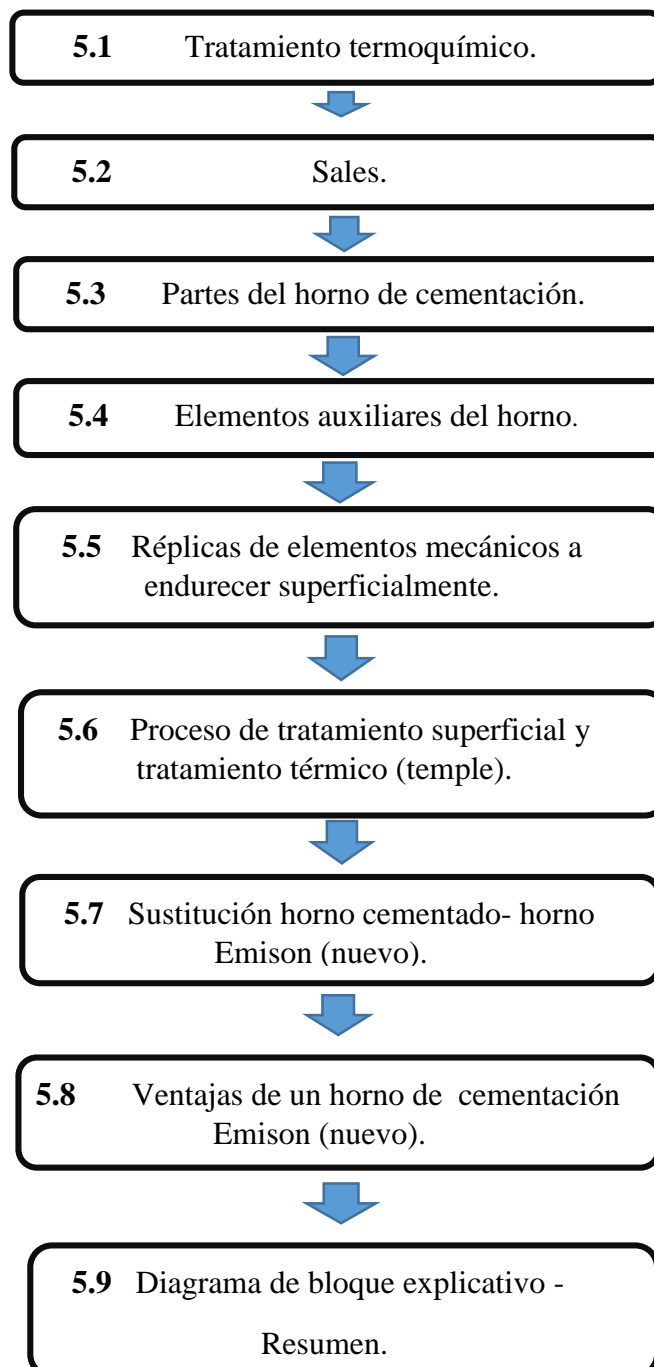 5.1 Tratamiento termoquímico.
5.2 Sales.
5.3 Partes del horno de cementación.
5.4 Elementos auxiliares del horno.
5.5 Réplicas de elementos mecánicos a
endurecer superficialmente.
5.6 Proceso de tratamiento superficial y
tratamiento térmico (temple).
5.7 Sustitución horno cementado- horno
Emison (nuevo).
5.8 Ventajas de un horno de cementación
Emison (nuevo).
5.9 Diagrama de bloque explicativo -
Resumen.